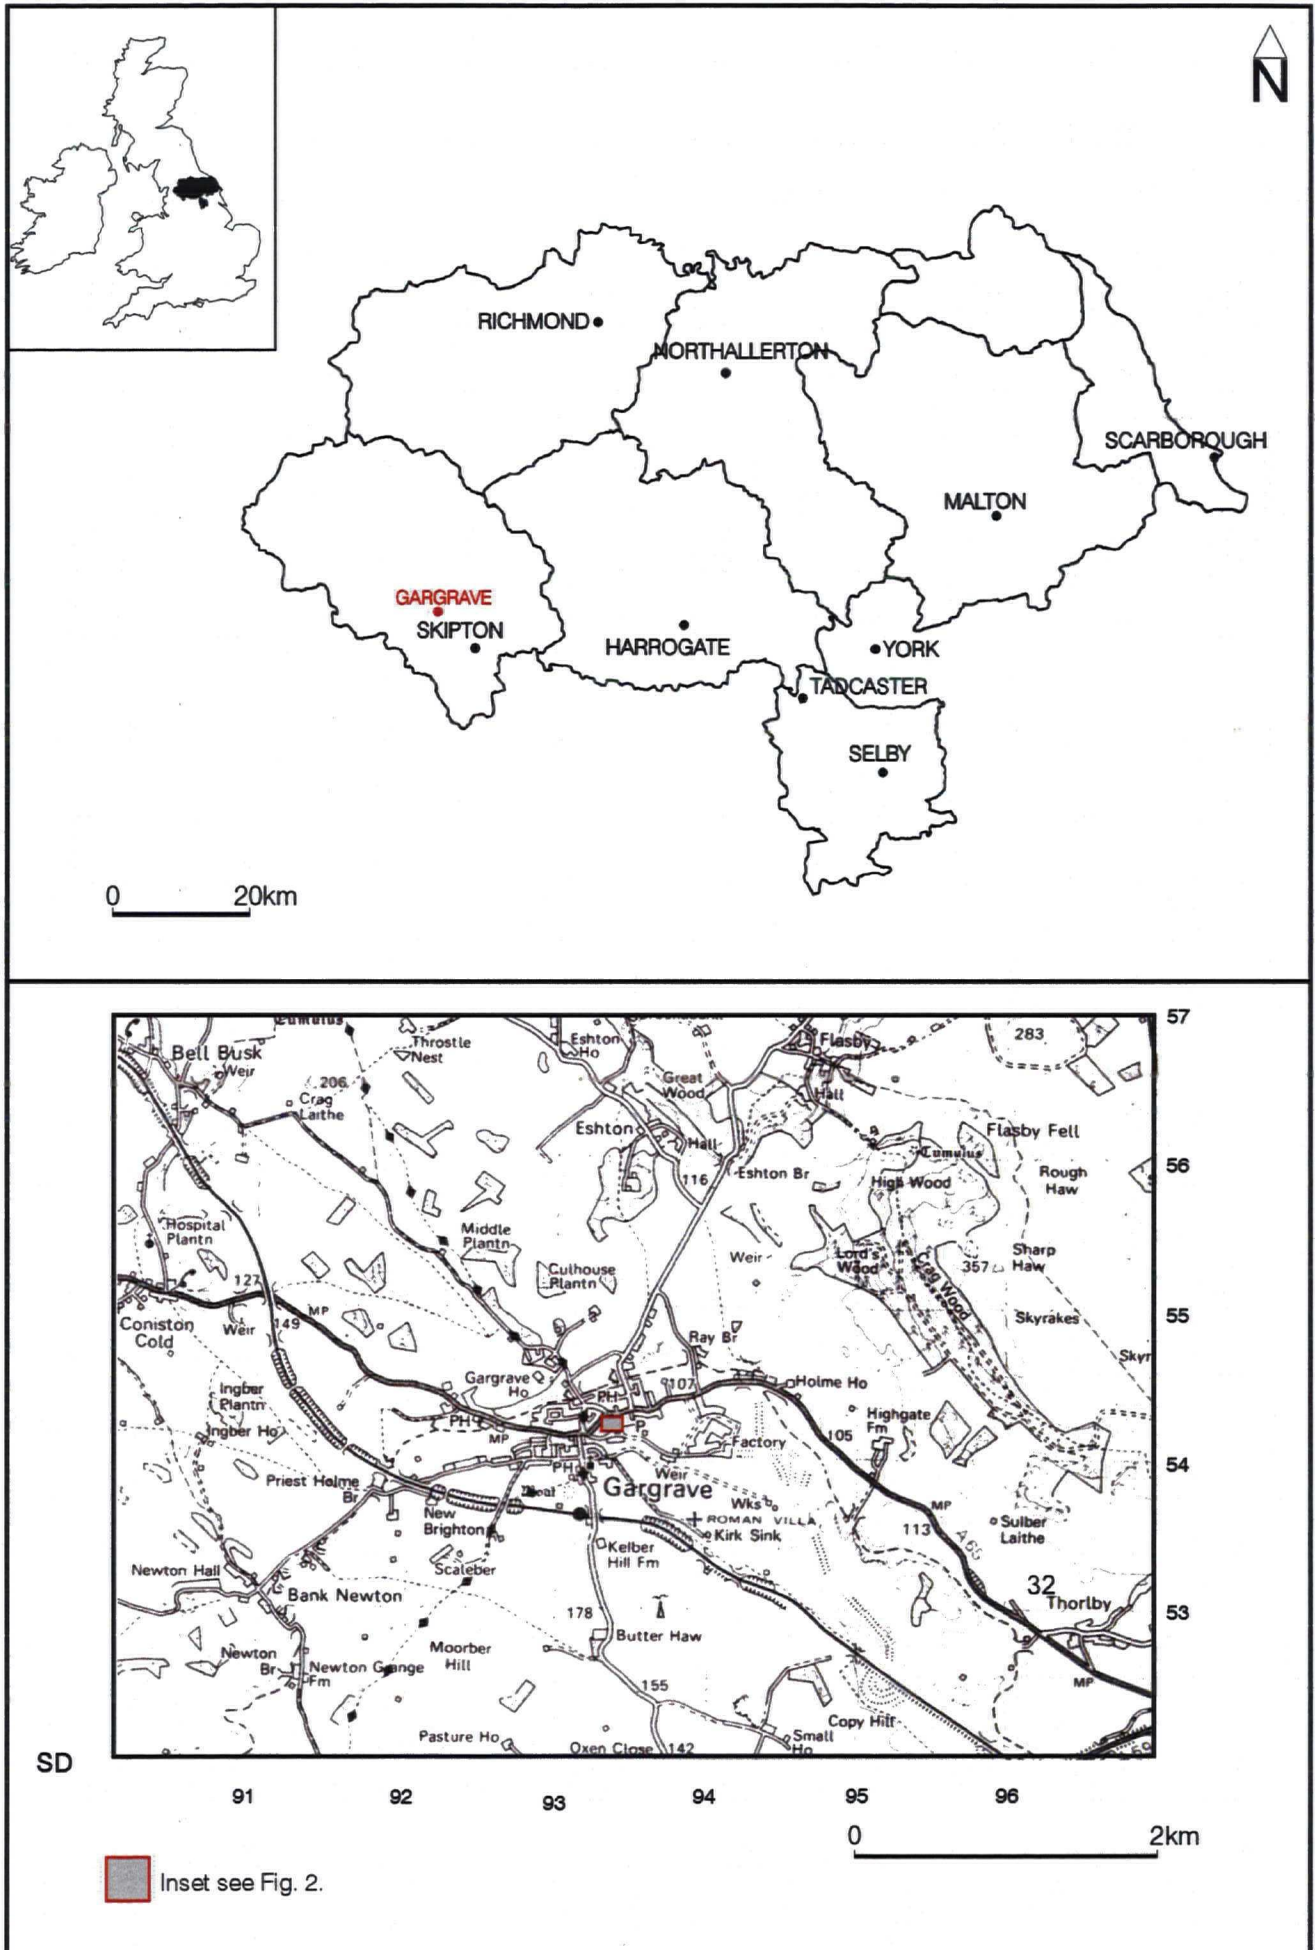 N
RICHMOND
NORTHALLERTON
SCARBOROUGH
MALTON
GARGRAVE
SKIPTON
HARROGATE
YORK
TADCASTER
SELBY
0 20km
57
Tumulus
Throstle
Nest
Eshton
Ho
Flasby
283
Bell Busk
Weir
206
Crag
Laithe
Great
Wood
Hall
Eshton
Hall
Flasby Fell
Tumulus
56
116
Eshton Br
High Wood
Rough
Haw
Hospital
Plantn
Middle
Plantn
Weir
Lord's
Wood
Crag Wood
357
Sharp
Haw
Culhouse
Plantn
127
MP
55
Coniston
Cold
Weir
149
Skyrakes
Ray Br
Skyr
Gargrave
Ho
107
Holme Ho
Ingber
Plantn
PH
PH
Highgate
Fm
Ingber Ho
MP
P
Factory
105
54
Priest Holme
Br
PH
Weir
Moat
Gargrave
New
Brighton
Wks
ROMAN VILLA
Kirk Sink
MP
113
A 65
Sulber
Laithe
Kelber
Hill Fm
Newton Hall
Scaleber
Bank Newton
32
Thorlby
53
178
Butter Haw
Newton
Br
Newton Grange
Fm
Moorber
Hill
155
MP
Copy Hill
Pasture Ho
Oxen Close
142
Small
Ho
SD
91 92 93 94 95 96
0 2km
Inset see Fig. 2.